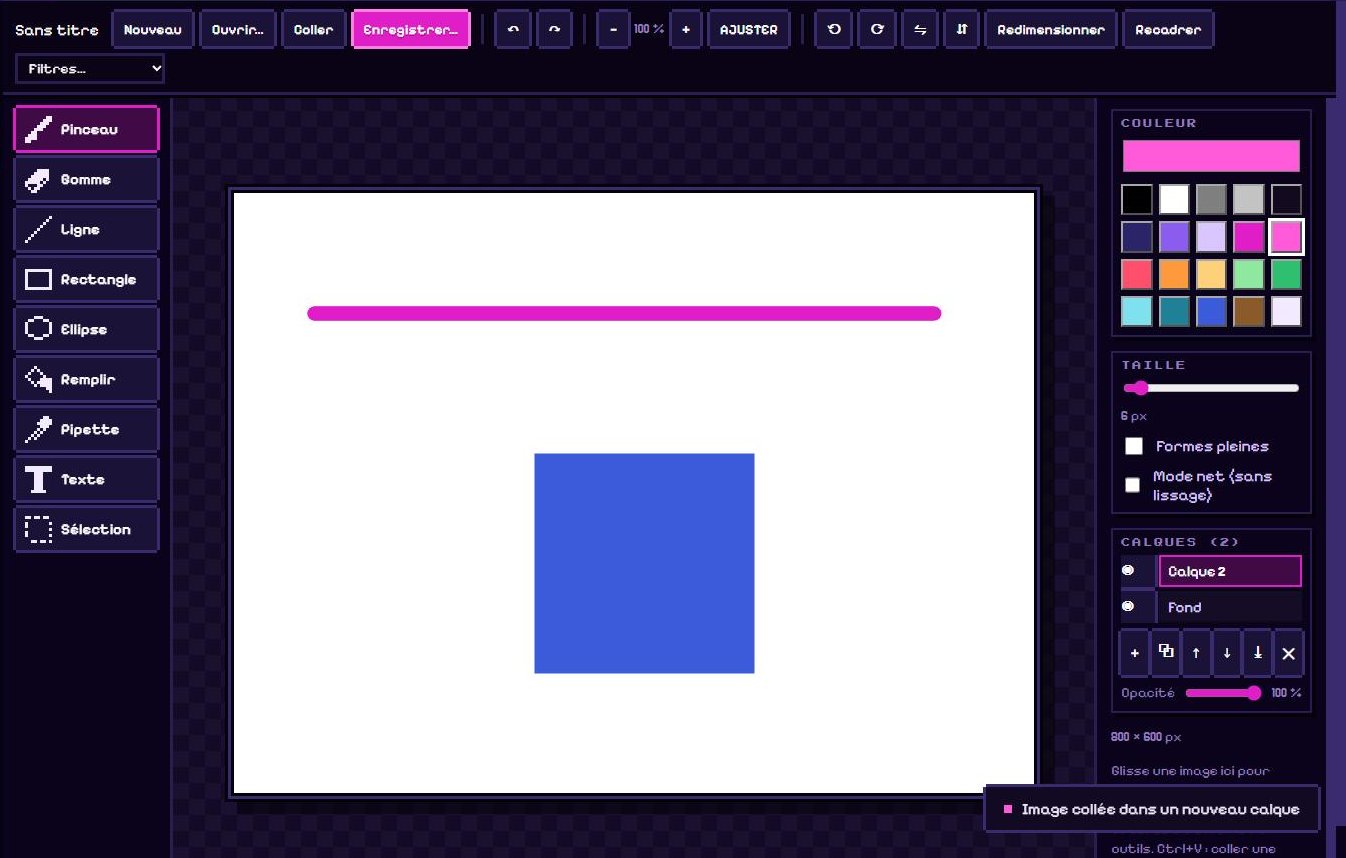 Sans titre Nouveau Ouvrir… Coller Enregistrer… - 100 % + AJUSTER Redimensionner Recadrer
Filtres…
Pinceau
Gomme
Ligne
Rectangle
Ellipse
Remplir
Pipette
Texte
Sélection
COULEUR
TAILLE
6 px
Formes pleines
Mode net (sans
lissage)
CALQUES (2)
Calque 2
Fond
+ ↑ ↓ ⤓ ✕
Opacité 100 %
800 × 600 px
Glisse une image ici pour
Image collée dans un nouveau calque
outils. Ctrl+V : coller une